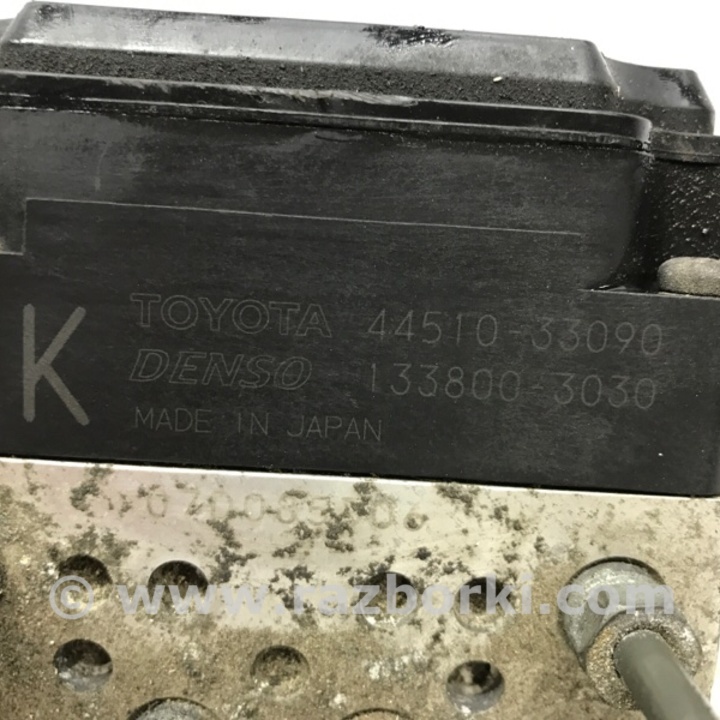 K
TOYOTA 44510-33090
DENSO 133800-3030
MADE IN JAPAN
© www.razborki.com